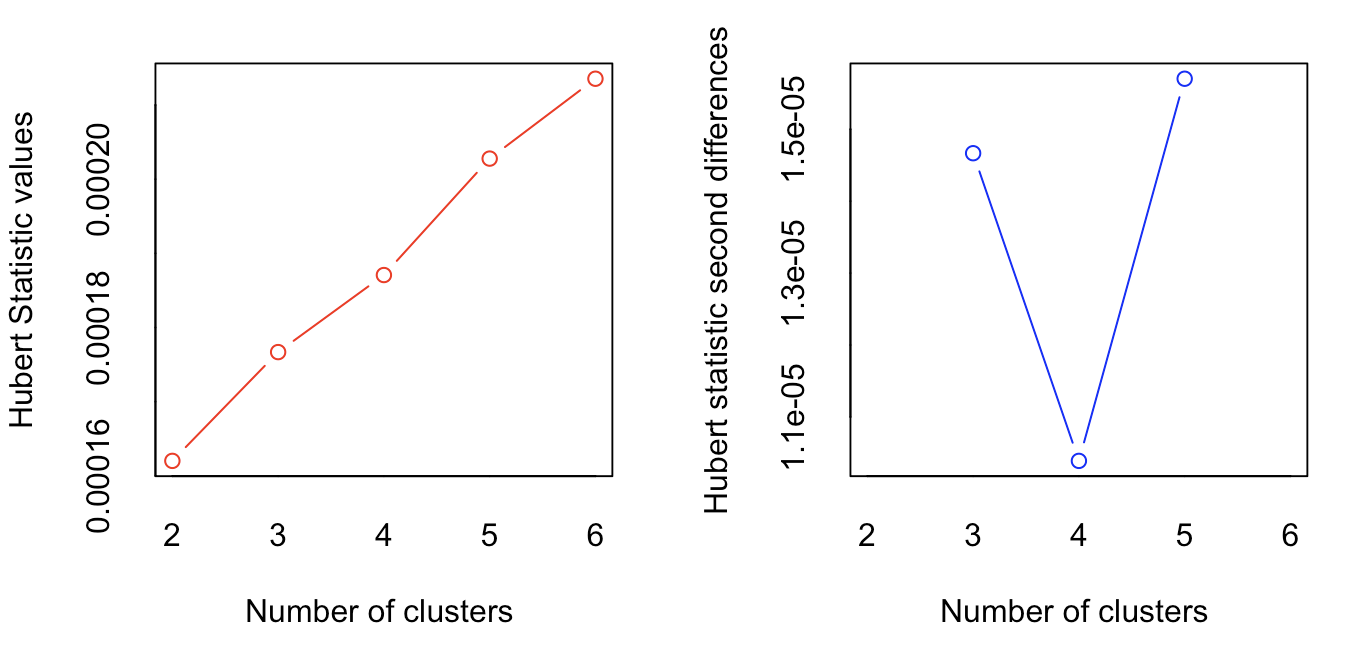 Hubert Statistic values
0.00020
0.00018
0.00016
2 3 4 5 6
Number of clusters
Hubert statistic second differences
1.5e-05
1.3e-05
1.1e-05
2 3 4 5 6
Number of clusters